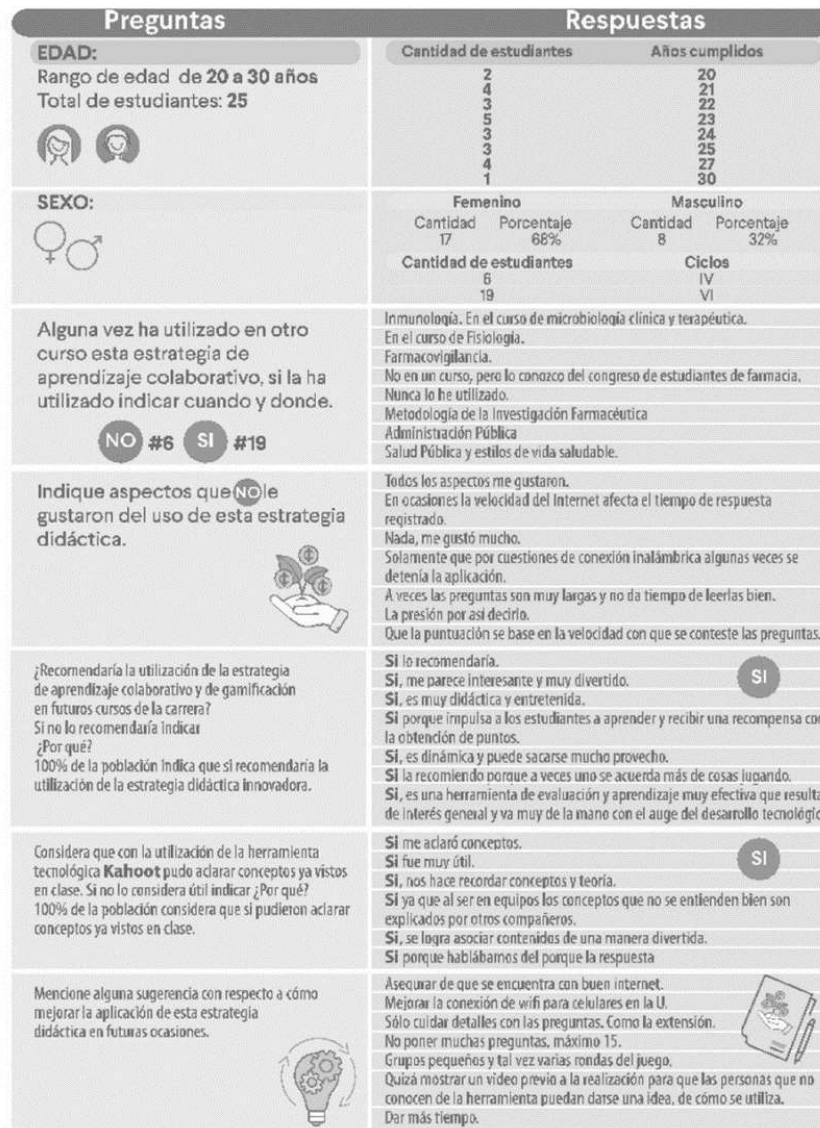 Preguntas
Respuestas
EDAD:
Rango de edad de 20 a 30 años
Total de estudiantes: 25
Cantidad de estudiantes Años cumplidos
2 20
4 21
3 22
5 23
3 24
3 25
4 27
1 30
SEXO:
Femenino Masculino
Cantidad Porcentaje Cantidad Porcentaje
17 68% 8 32%
Cantidad de estudiantes Ciclos
6 IV
19 VI
Alguna vez ha utilizado en otro
curso esta estrategia de
aprendizaje colaborativo, si la ha
utilizado indicar cuando y donde.
NO #6 SI #19
Inmunología. En el curso de microbiología clínica y terapéutica.
En el curso de Fisiología.
Farmacovigilancia.
No en un curso, pero lo conozco del congreso de estudiantes de farmacia,
Nunca lo he utilizado.
Metodología de la Investigación Farmacéutica
Administración Pública
Salud Pública y estilos de vida saludable.
Indique aspectos que NO le
gustaron del uso de esta estrategia
didáctica.
Todos los aspectos me gustaron.
En ocasiones la velocidad del Internet afecta el tiempo de respuesta
registrado.
Nada, me gustó mucho.
Solamente que por cuestiones de conexión inalámbrica algunas veces se
detenía la aplicación.
A veces las preguntas son muy largas y no da tiempo de leerlas bien.
La presión por así decirlo.
Que la puntuación se base en la velocidad con que se conteste las preguntas.
¿Recomendaría la utilización de la estrategia
de aprendizaje colaborativo y de gamificación
en futuros cursos de la carrera?
Si no lo recomendaría indicar
¿Por qué?
100% de la población indica que si recomendaría la
utilización de la estrategia didáctica innovadora.
Si lo recomendaría.
Si, me parece interesante y muy divertido.
SI
Si, es muy didáctica y entretenida.
Si porque impulsa a los estudiantes a aprender y recibir una recompensa con
la obtención de puntos.
Si, es dinámica y puede sacarse mucho provecho.
Si la recomiendo porque a veces uno se acuerda más de cosas jugando.
Si, es una herramienta de evaluación y aprendizaje muy efectiva que resulta
de interés general y va muy de la mano con el auge del desarrollo tecnológic
Considera que con la utilización de la herramienta
tecnológica Kahoot pudo aclarar conceptos ya vistos
en clase. Si no lo considera útil indicar ¿Por qué?
100% de la población considera que si pudieron aclarar
conceptos ya vistos en clase.
Si me aclaró conceptos.
Si fue muy útil.
SI
Si, nos hace recordar conceptos y teoría.
Si ya que al ser en equipos los conceptos que no se entienden bien son
explicados por otros compañeros.
Si, se logra asociar contenidos de una manera divertida.
Si porque hablábamos del porque la respuesta
Mencione alguna sugerencia con respecto a cómo
mejorar la aplicación de esta estrategia
didáctica en futuras ocasiones.
Asegurar de que se encuentra con buen internet.
Mejorar la conexión de wifi para celulares en la U.
Sólo cuidar detalles con las preguntas. Como la extensión.
No poner muchas preguntas, máximo 15.
Grupos pequeños y tal vez varias rondas del juego.
Quizá mostrar un video previo a la realización para que las personas que no
conocen de la herramienta puedan darse una idea, de cómo se utiliza.
Dar más tiempo.